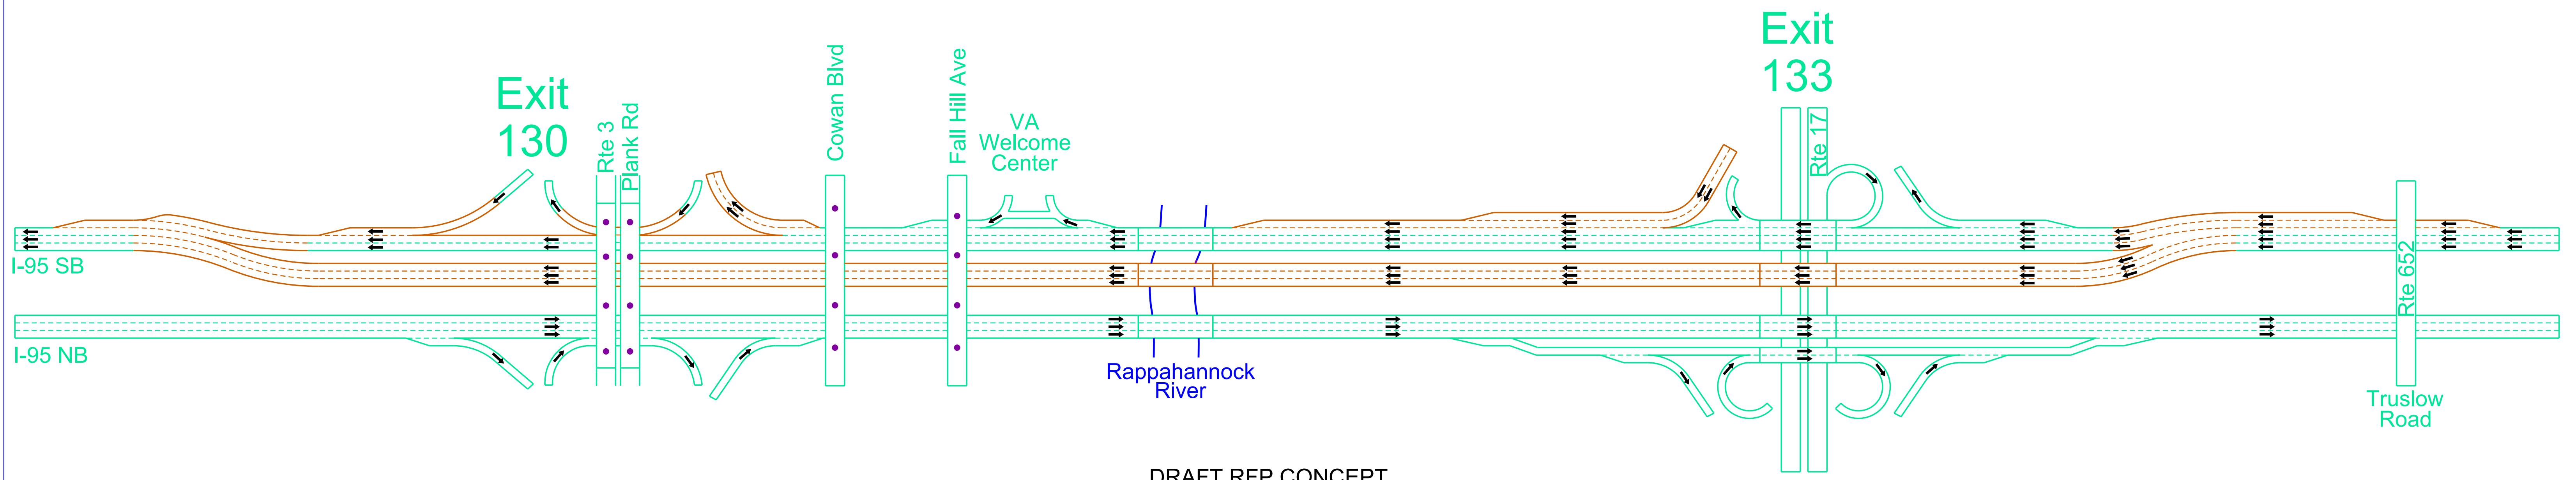 Exit
130
Rte 3
Plank Rd
Cowan Blvd
Fall Hill Ave
VA
Welcome
Center
Exit
133
Rte 17
Rte 652
I-95 SB
I-95 NB
Rappahannock
River
Truslow
Road
DRAFT RFP CONCEPT